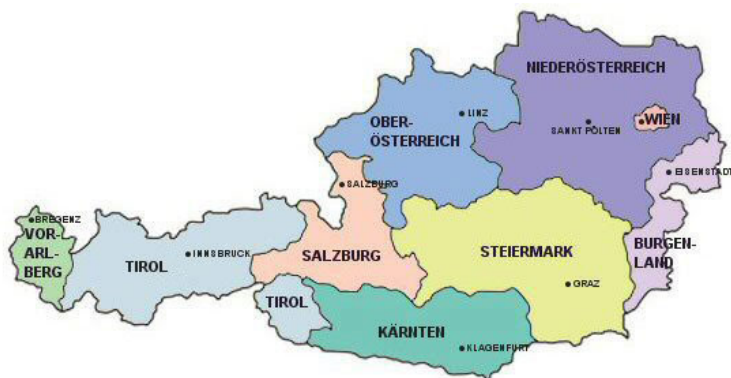 NIEDERÖSTERREICH
LINZ
OBER-
ÖSTERREICH
SANKT PÖLTEN
WIEN
EISENSTADT
SALZBURG
BREGENZ
VOR-
ARL-
BERG
TIROL
INNSBRUCK
SALZBURG
STEIERMARK
BURGEN-
LAND
GRAZ
TIROL
KÄRNTEN
KLAGENFURT